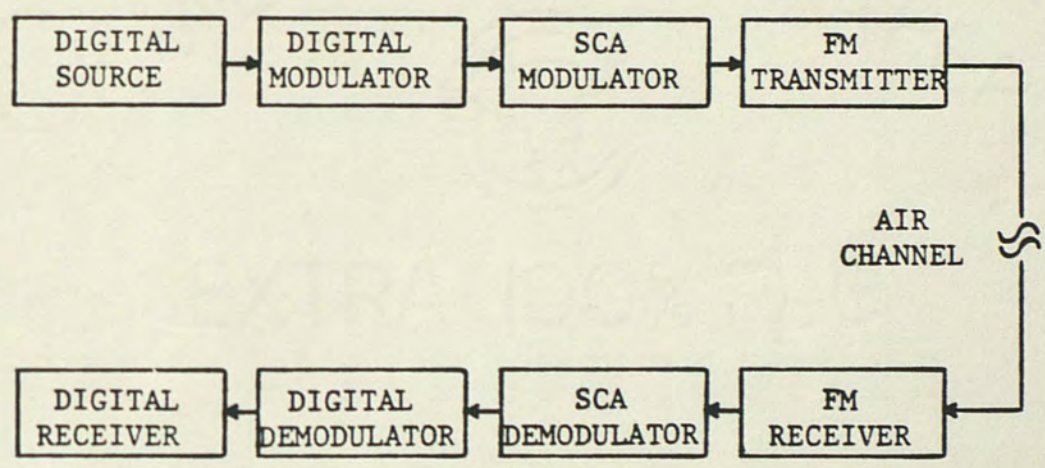 DIGITAL
SOURCE
DIGITAL
MODULATOR
SCA
MODULATOR
FM
TRANSMITTER
AIR
CHANNEL
DIGITAL
RECEIVER
DIGITAL
DEMODULATOR
SCA
DEMODULATOR
FM
RECEIVER